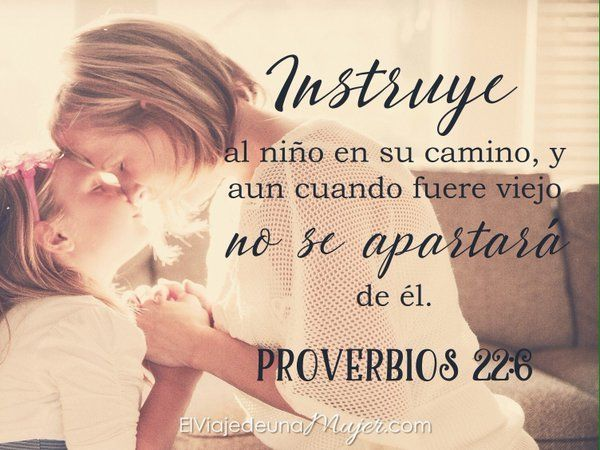 Instruye
al niño en su camino, y
aun cuando fuere viejo
no se apartará
de él.
PROVERBIOS 22:6
ElViajedeunaMujer.com